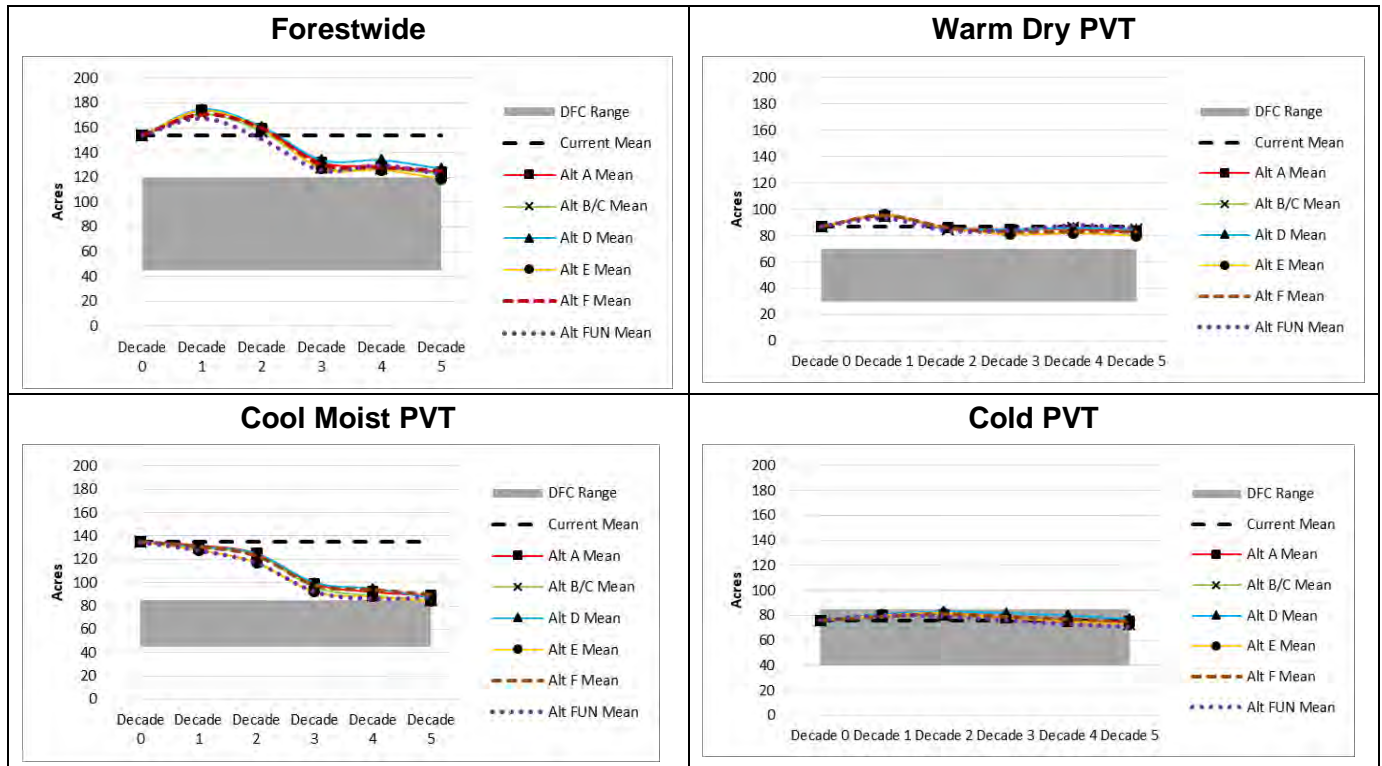 Forestwide
200
180
160
140
120
100
80
60
40
20
0
Acres
Decade Decade Decade Decade Decade Decade
0 1 2 3 4 5
DFC Range
Current Mean
Alt A Mean
Alt B/C Mean
Alt D Mean
Alt E Mean
Alt F Mean
Alt FUN Mean
Warm Dry PVT
200
180
160
140
120
100
80
60
40
20
0
Acres
Decade 0 Decade 1 Decade 2 Decade 3 Decade 4 Decade 5
DFC Range
Current Mean
Alt A Mean
Alt B/C Mean
Alt D Mean
Alt E Mean
Alt F Mean
Alt FUN Mean
Cool Moist PVT
200
180
160
140
120
100
80
60
40
20
0
Acres
Decade Decade Decade Decade Decade Decade
0 1 2 3 4 5
DFC Range
Current Mean
Alt A Mean
Alt B/C Mean
Alt D Mean
Alt E Mean
Alt F Mean
Alt FUN Mean
Cold PVT
200
180
160
140
120
100
80
60
40
20
0
Acres
Decade 0 Decade 1 Decade 2 Decade 3 Decade 4 Decade 5
DFC Range
Current Mean
Alt A Mean
Alt B/C Mean
Alt D Mean
Alt E Mean
Alt F Mean
Alt FUN Mean